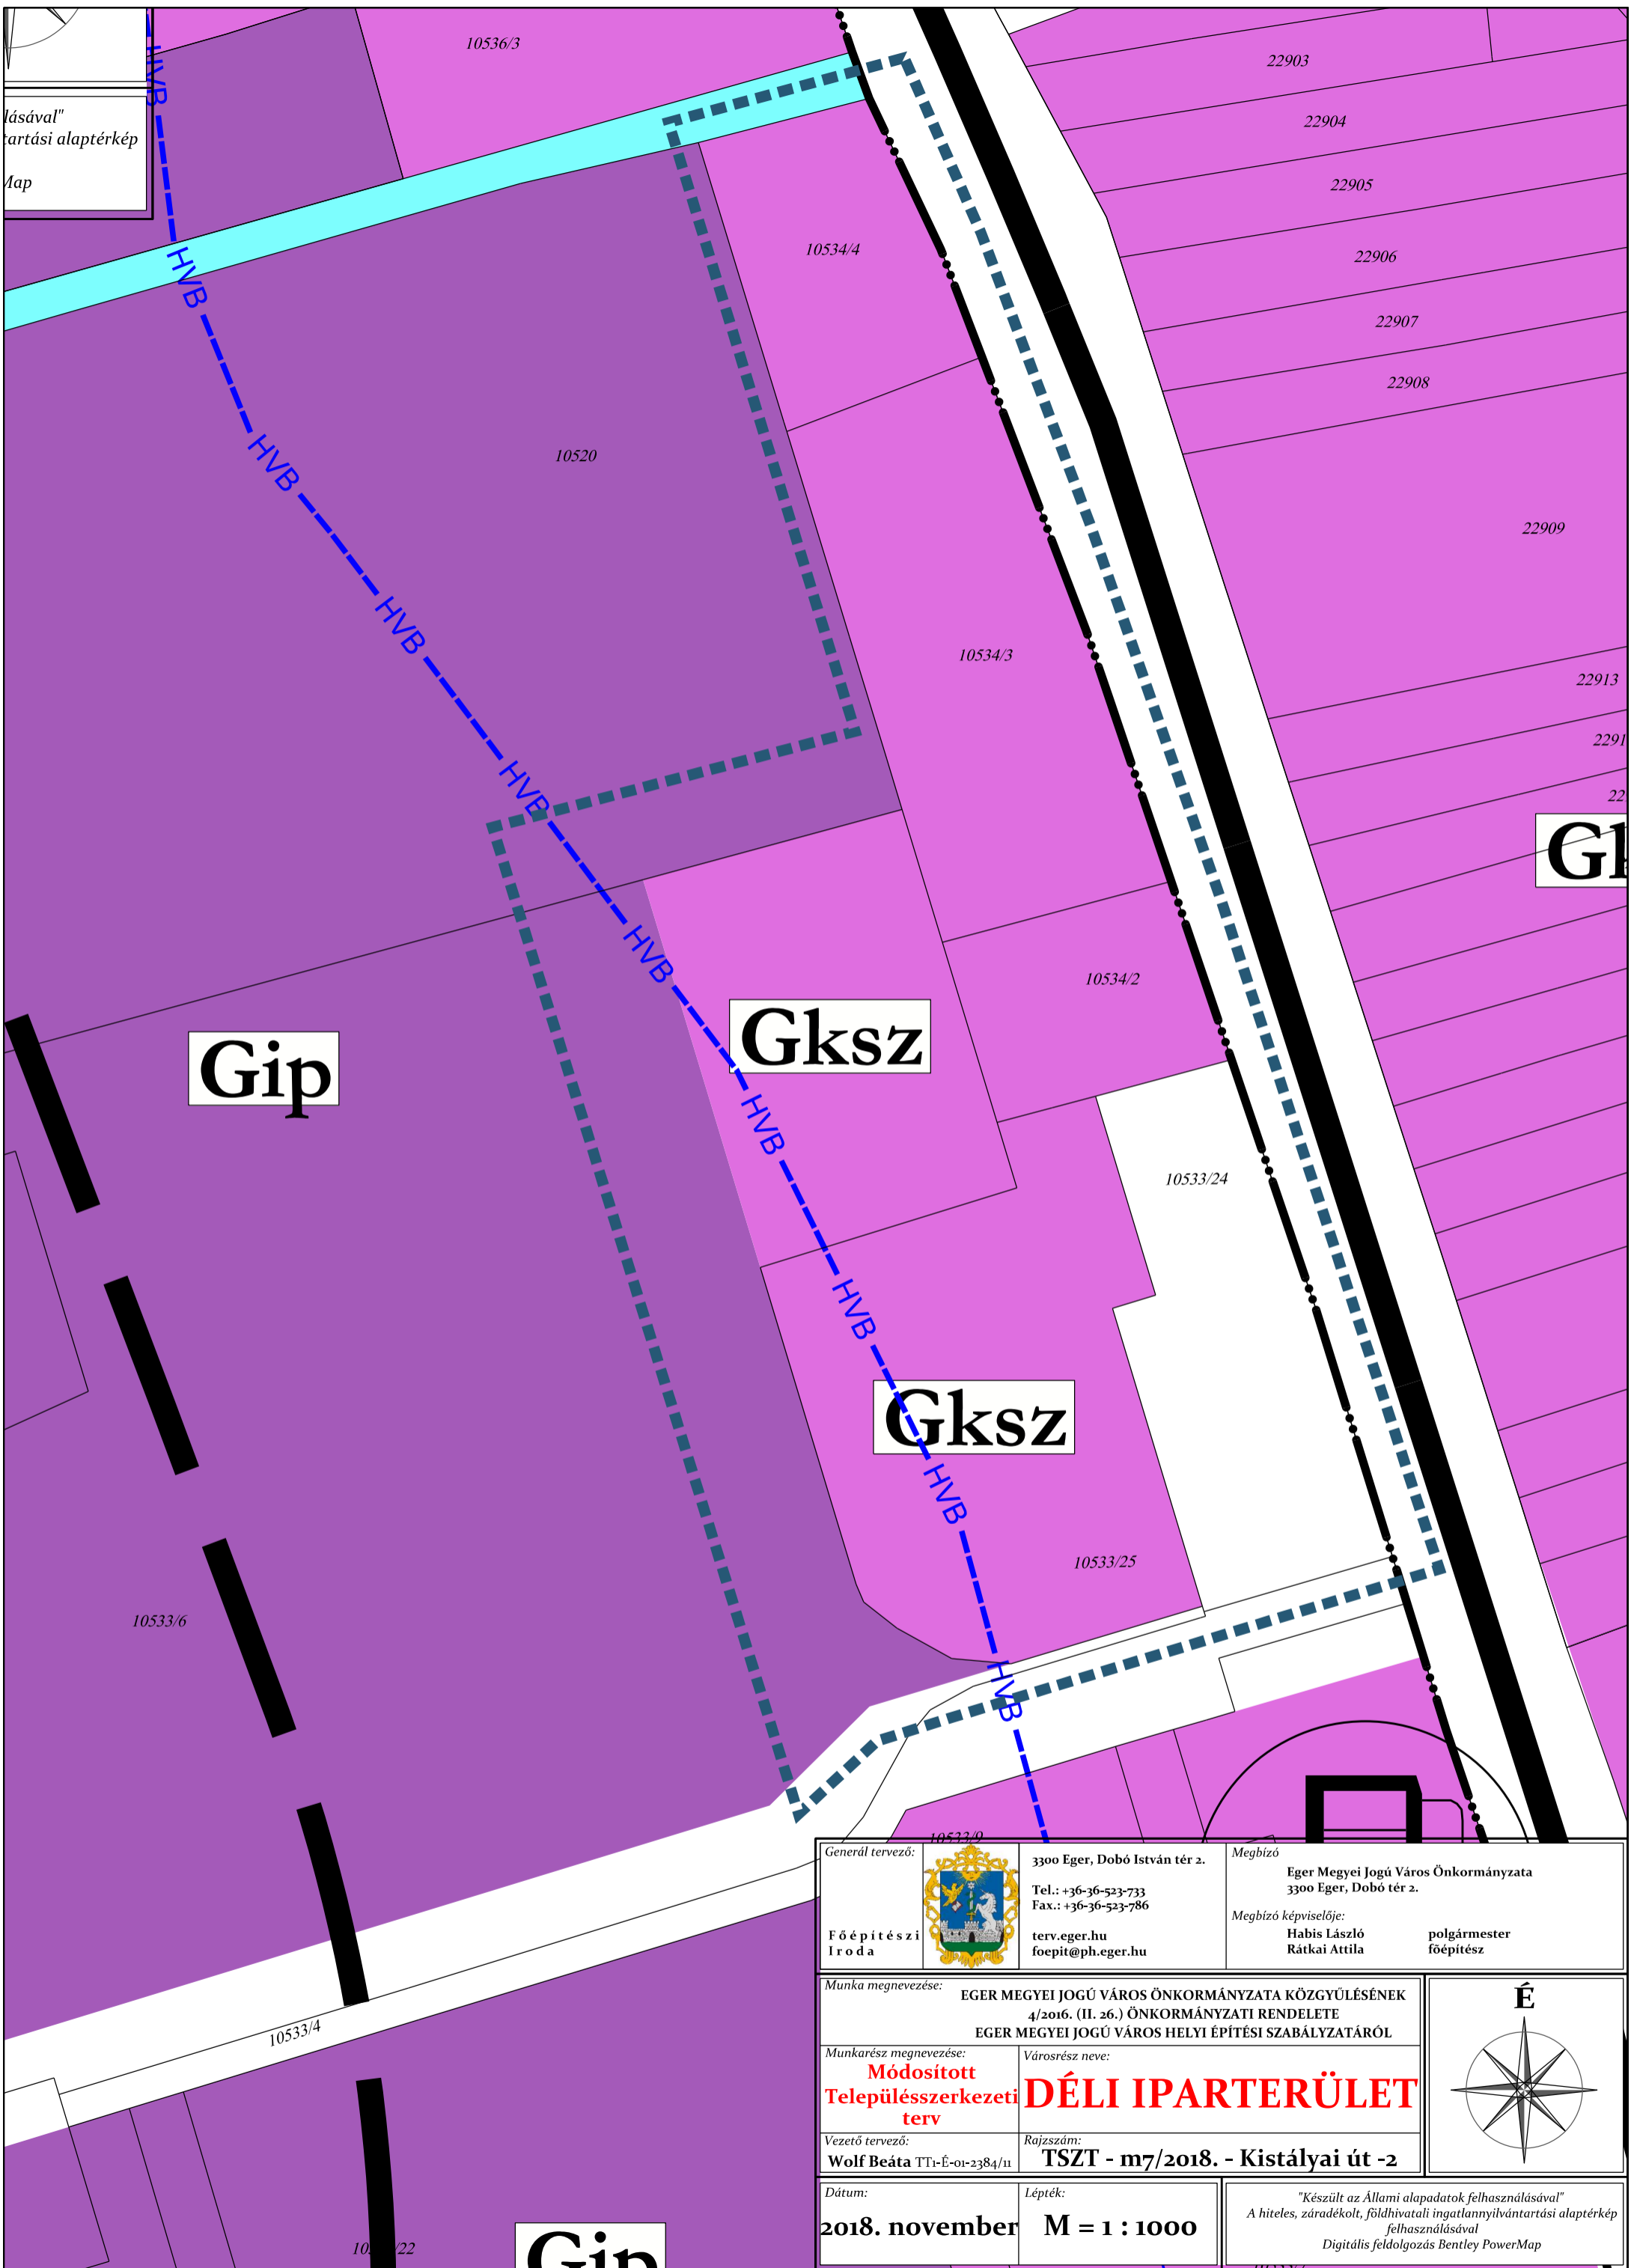 lásával"
tartási alaptérkép
Map
HVB
10536/3
22903
22904
22905
22906
22907
22908
22909
22913
10534/4
HVB
10520
HVB
HVB
10534/3
HVB
HVB
10534/2
Gksz
Gip
HVB
10533/24
HVB
Gksz
HVB
10533/25
10533/6
HVB
10533/9
10533/4
Gip
Generál tervező:
Főépítészi
Iroda
3300 Eger, Dobó István tér 2.
Tel.: +36-36-523-733
Fax.: +36-36-523-786
terv.eger.hu
foepit@ph.eger.hu
Megbízó
Eger Megyei Jogú Város Önkormányzata
3300 Eger, Dobó tér 2.
Megbízó képviselője:
Habis László polgármester
Rátkai Attila főépítész
Munka megnevezése:
EGER MEGYEI JOGÚ VÁROS ÖNKORMÁNYZATA KÖZGYŰLÉSÉNEK
4/2016. (II. 26.) ÖNKORMÁNYZATI RENDELETE
EGER MEGYEI JOGÚ VÁROS HELYI ÉPÍTÉSI SZABÁLYZATÁRÓL
É
Munkarész megnevezése:
Módosított
Településszerkezeti
terv
Városrész neve:
DÉLI IPARTERÜLET
Vezető tervező:
Wolf Beáta TT1-É-01-2384/11
Rajzszám:
TSZT - m7/2018. - Kistályai út -2
Dátum:
2018. november
Lépték:
M = 1 : 1000
"Készült az Állami alapadatok felhasználásával"
A hiteles, záradékolt, földhivatali ingatlannyilvántartási alaptérkép
felhasználásával
Digitális feldolgozás Bentley PowerMap